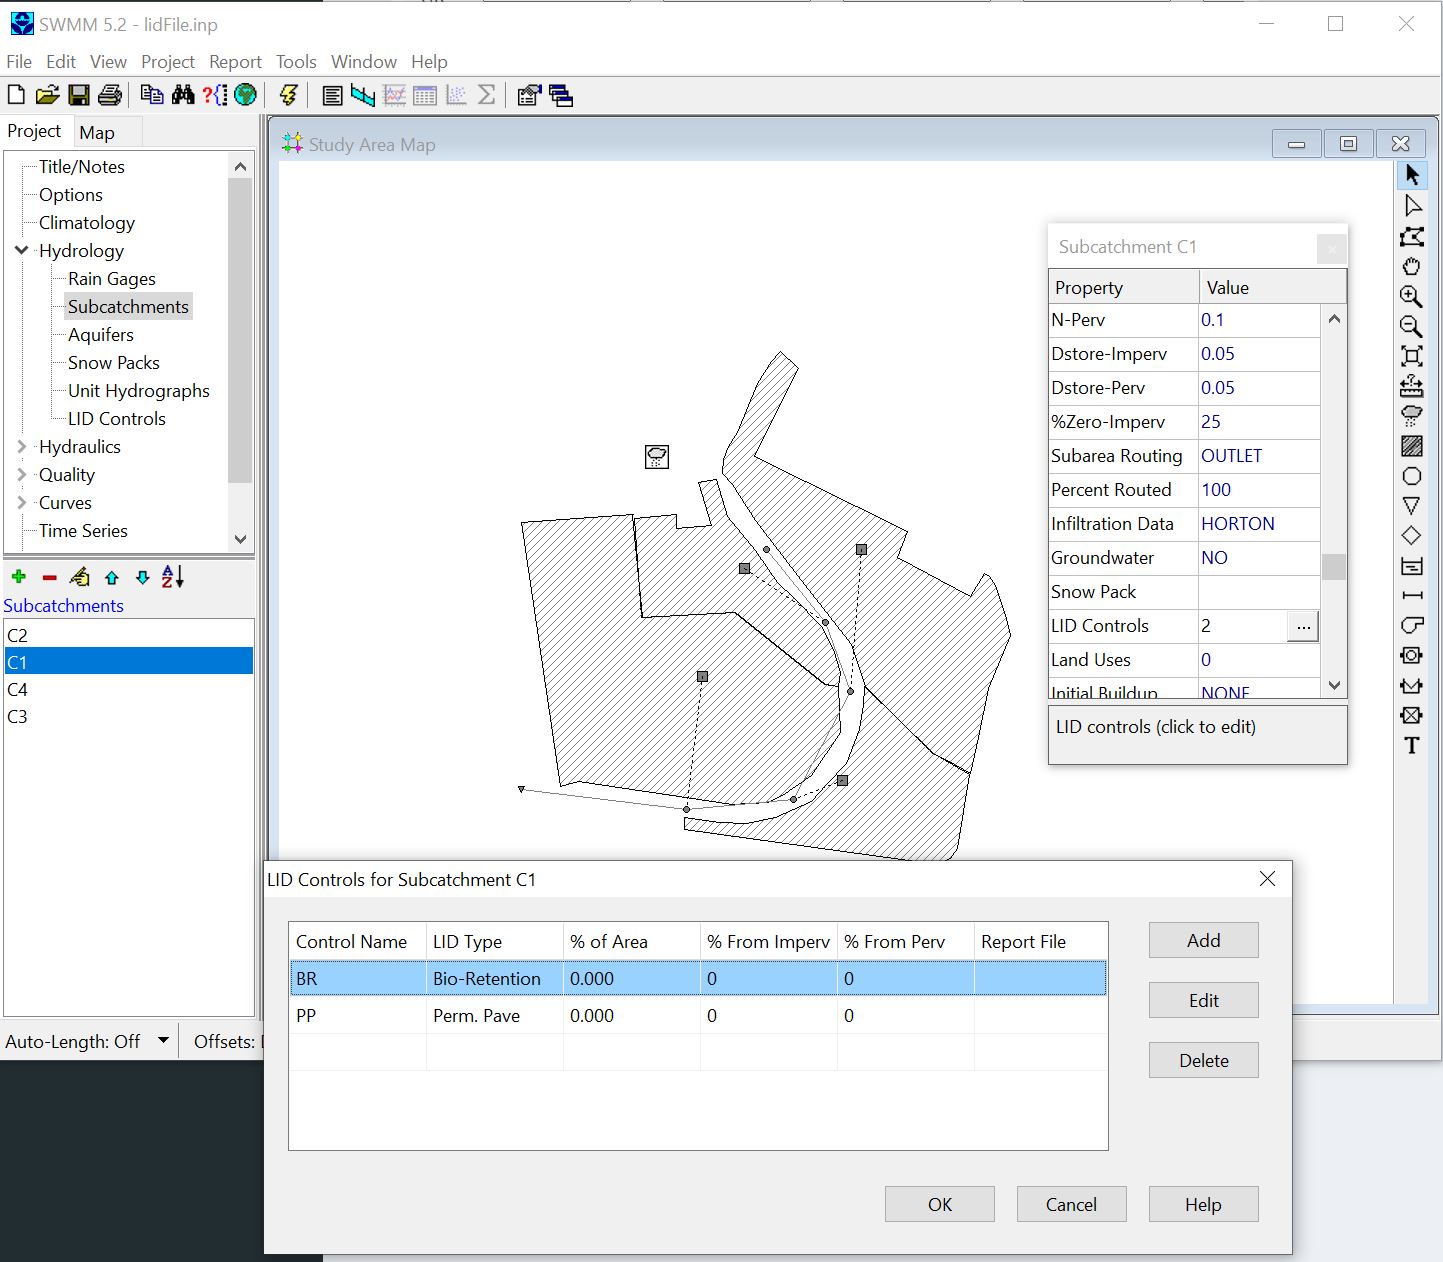 SWMM 5.2 - lidFile.inp
File Edit View Project Report Tools Window Help
Project Map
Title/Notes
Options
Climatology
Hydrology
Rain Gages
Subcatchments
Aquifers
Snow Packs
Unit Hydrographs
LID Controls
Hydraulics
Quality
Curves
Time Series
Subcatchments
C2
C1
C4
C3
Auto-Length: Off Offsets:
Study Area Map
Subcatchment C1
Property Value
N-Perv 0.1
Dstore-Imperv 0.05
Dstore-Perv 0.05
%Zero-Imperv 25
Subarea Routing OUTLET
Percent Routed 100
Infiltration Data HORTON
Groundwater NO
Snow Pack
LID Controls 2 ...
Land Uses 0
Initial Buildup NONE
LID controls (click to edit)
T
LID Controls for Subcatchment C1
Control Name LID Type % of Area % From Imperv % From Perv Report File
BR Bio-Retention 0.000 0 0
PP Perm. Pave 0.000 0 0
Add
Edit
Delete
OK Cancel Help